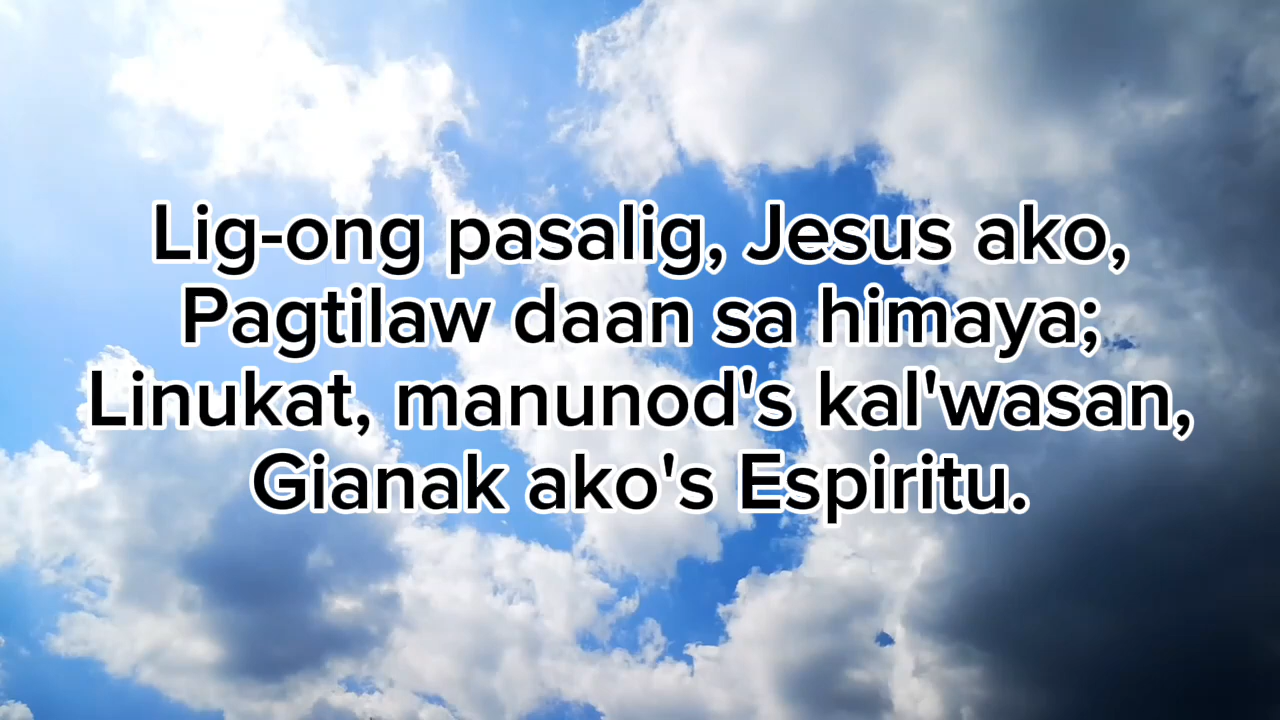 Lig-ong pasalig, Jesus ako,
Pagtilaw daan sa himaya;
Linukat, manunod's kal'wasan,
Gianak ako's Espiritu.